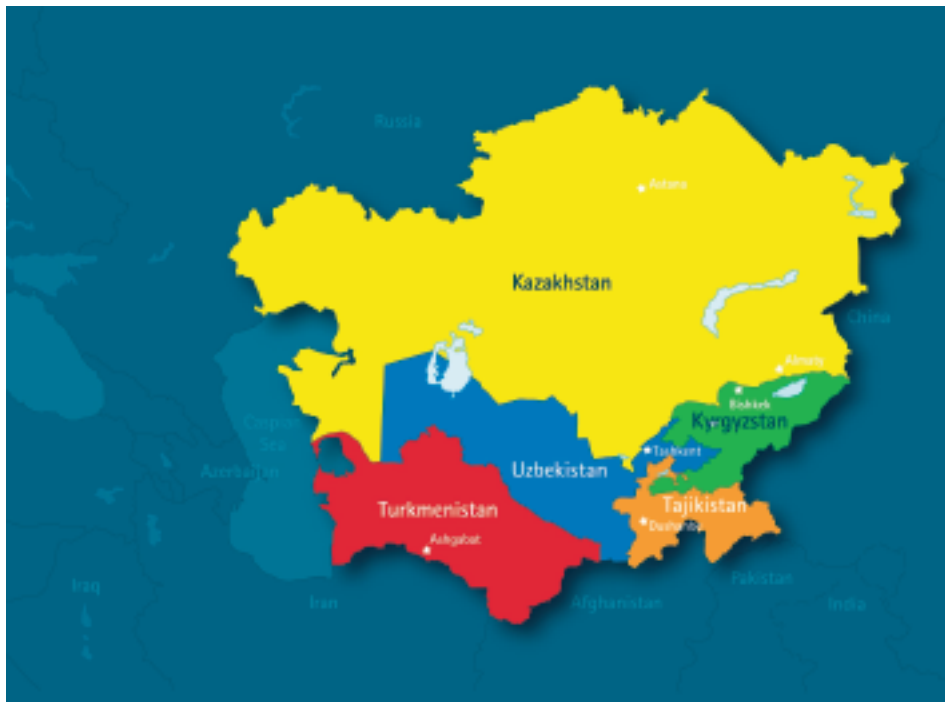 Russia
Astana
Kazakhstan
China
Almaty
Bishkek
Kyrgyzstan
Caspian
Sea
Tashkent
Azerbaijan
Uzbekistan
Tajikistan
Turkmenistan
Dushanbe
Ashgabat
Pakistan
Iraq
Iran
Afghanistan
India